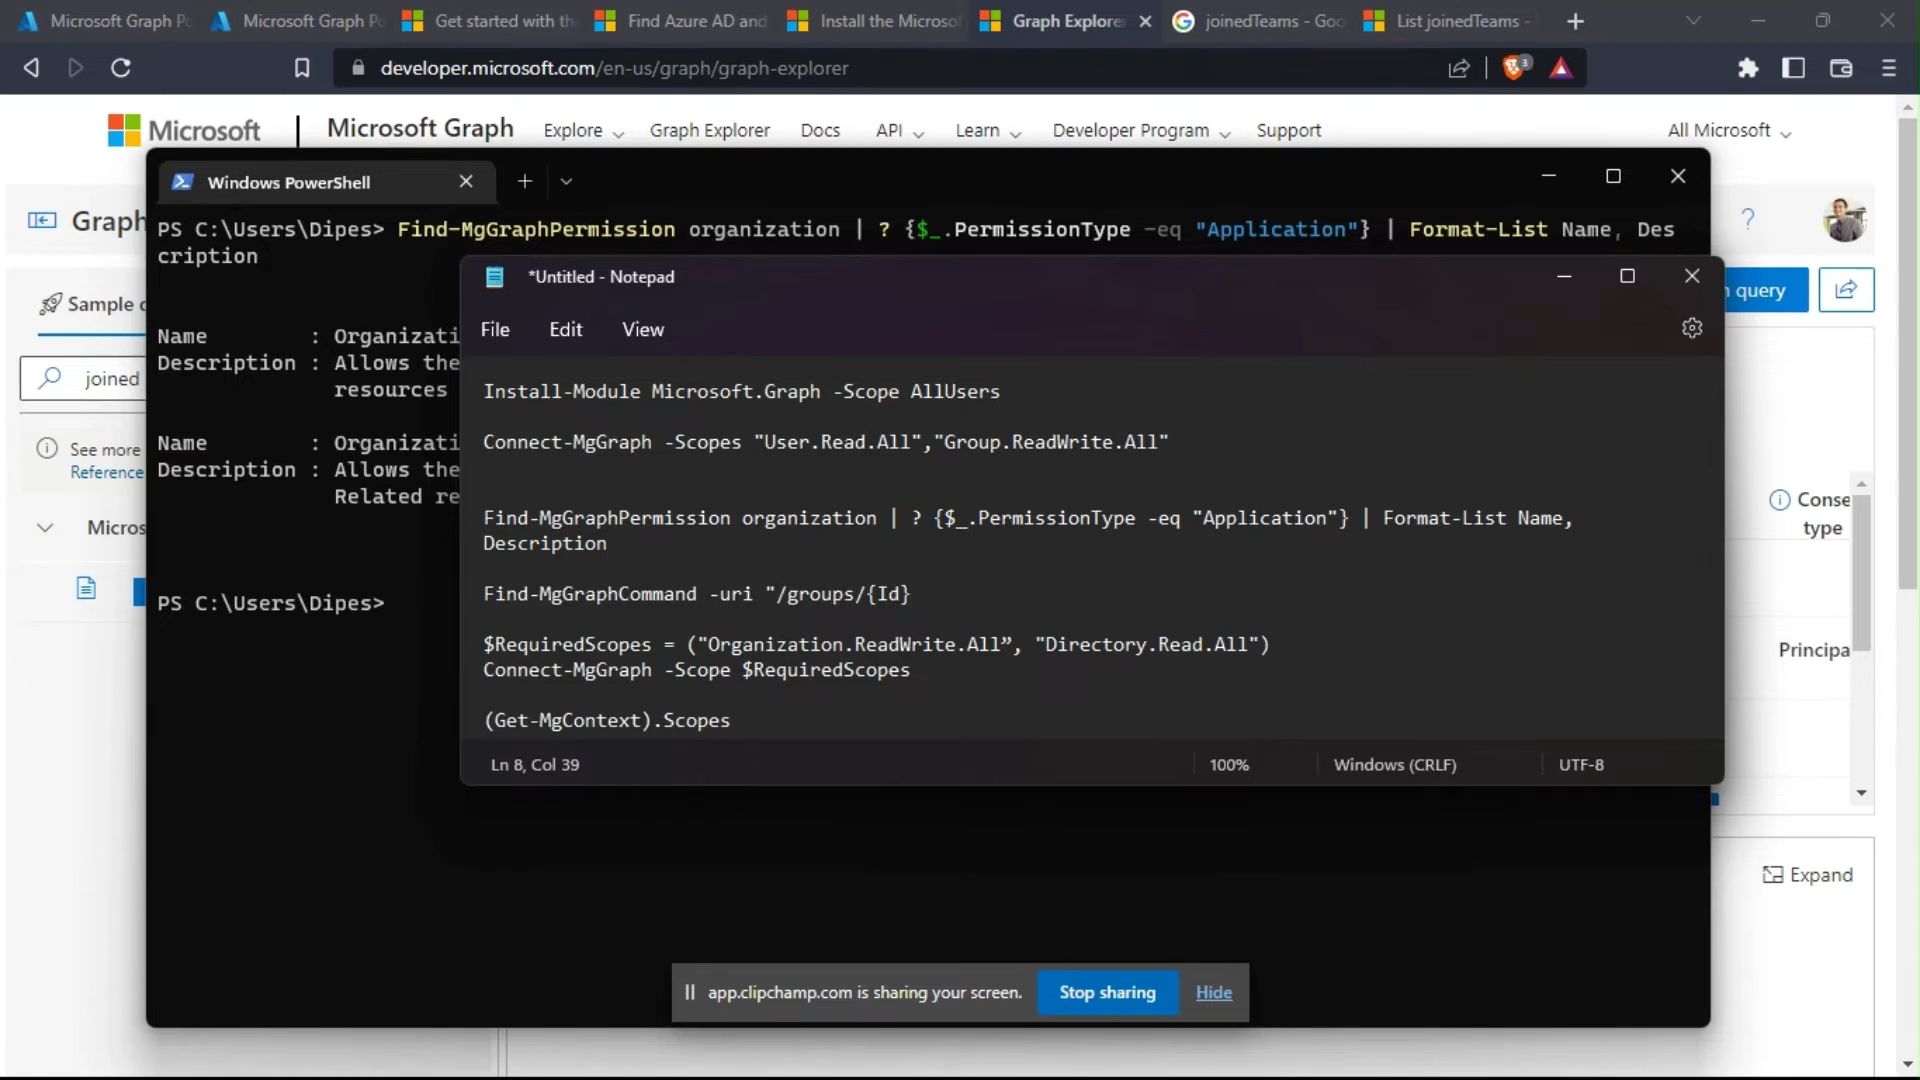 Microsoft Graph Po
Microsoft Graph Po
Get started with th
Find Azure AD and
Install the Microsof
Graph Explorer
joinedTeams - Goo
List joinedTeams -
developer.microsoft.com/en-us/graph/graph-explorer
3
Microsoft
Microsoft Graph
Explore
Graph Explorer
Docs
API
Learn
Developer Program
Support
All Microsoft
Windows PowerShell
Graph
PS C:\Users\Dipes> Find-MgGraphPermission organization | ? {$_.PermissionType -eq "Application"} | Format-List Name, Des
cription
*Untitled - Notepad
query
Sample
File Edit View
Name : Organizati
Description : Allows the
resources
joined
Install-Module Microsoft.Graph -Scope AllUsers
Name : Organizati
Connect-MgGraph -Scopes "User.Read.All","Group.ReadWrite.All"
See more
Reference
Description : Allows the
Related re
Conse
type
Micros
Find-MgGraphPermission organization | ? {$_.PermissionType -eq "Application"} | Format-List Name,
Description
Find-MgGraphCommand -uri "/groups/{Id}
PS C:\Users\Dipes>
$RequiredScopes = ("Organization.ReadWrite.All”, "Directory.Read.All")
Principa
Connect-MgGraph -Scope $RequiredScopes
(Get-MgContext).Scopes
Ln 8, Col 39
100%
Windows (CRLF)
UTF-8
Expand
app.clipchamp.com is sharing your screen.
Stop sharing
Hide